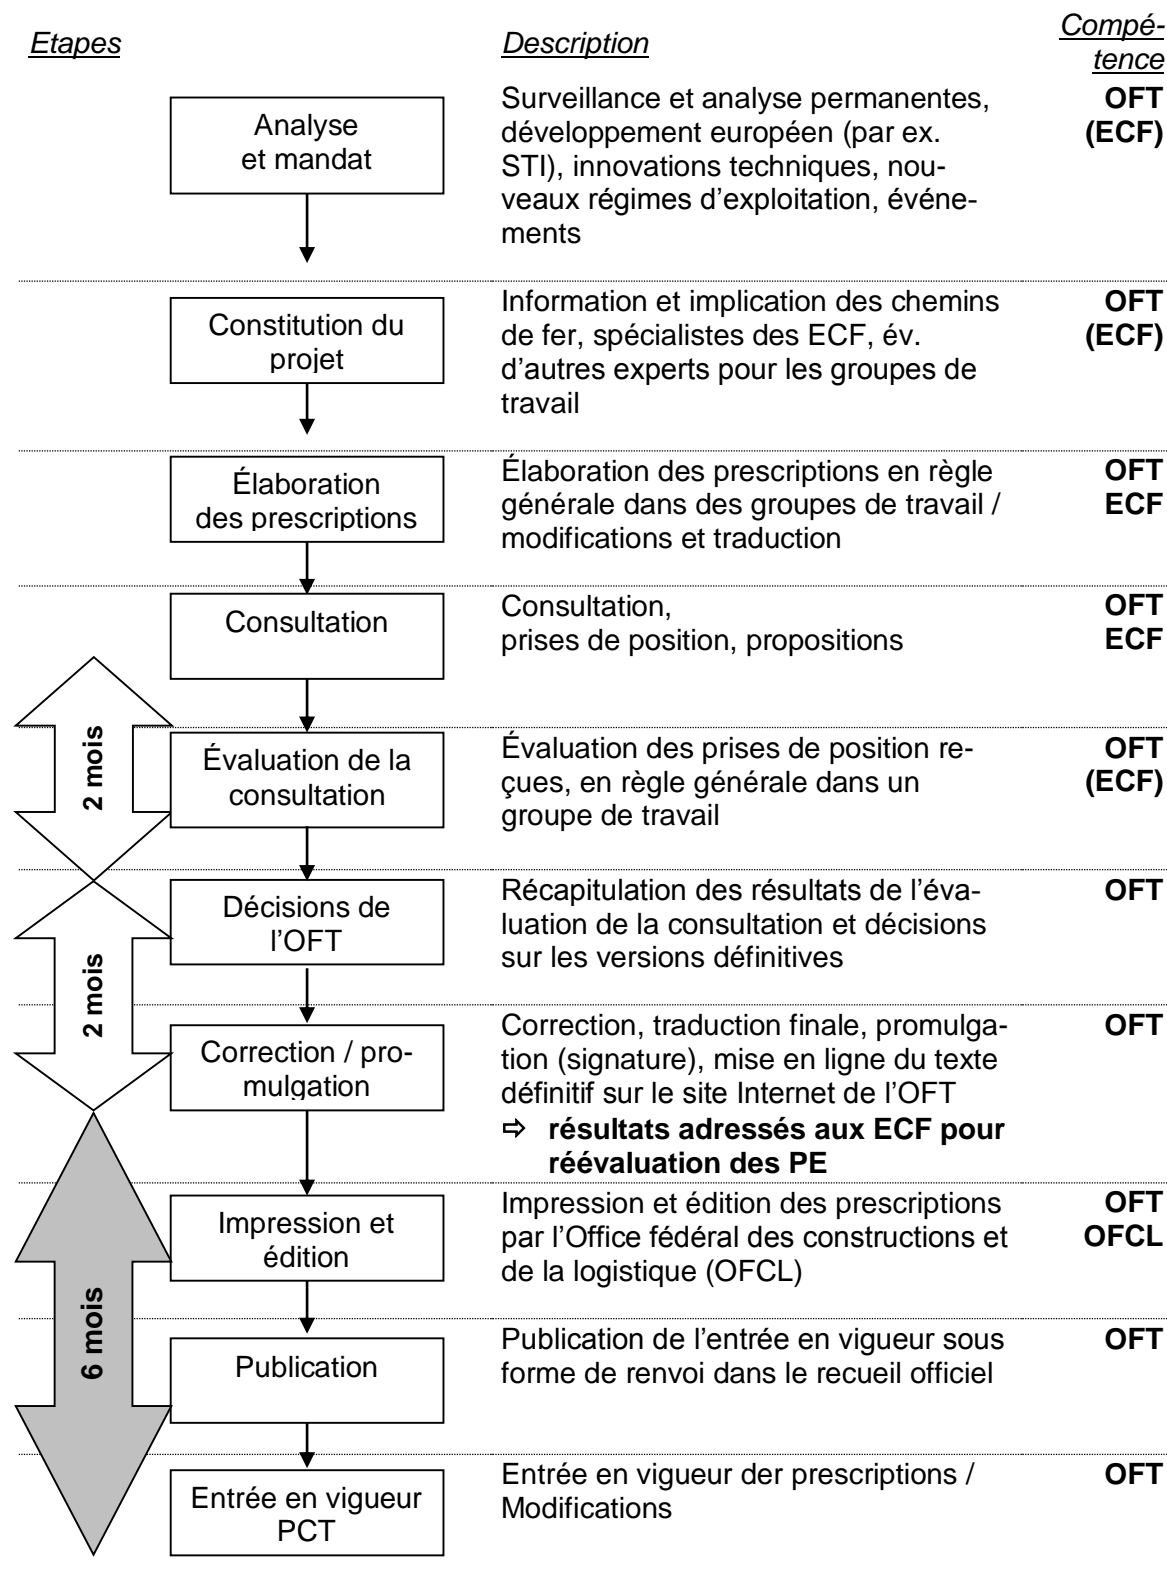 Etapes
Description
Compé-
tence
Analyse
et mandat
Surveillance et analyse permanentes,
développement européen (par ex.
STI), innovations techniques, nou-
veaux régimes d’exploitation, événe-
ments
OFT
(ECF)
Constitution du
projet
Information et implication des chemins
de fer, spécialistes des ECF, év.
d’autres experts pour les groupes de
travail
OFT
(ECF)
Élaboration
des prescriptions
Élaboration des prescriptions en règle
générale dans des groupes de travail /
modifications et traduction
OFT
ECF
Consultation
Consultation,
prises de position, propositions
OFT
ECF
2 mois
Évaluation de la
consultation
Évaluation des prises de position re-
çues, en règle générale dans un
groupe de travail
OFT
(ECF)
Décisions de
l’OFT
Récapitulation des résultats de l’éva-
luation de la consultation et décisions
sur les versions définitives
OFT
2 mois
Correction / pro-
mulgation
Correction, traduction finale, promulga-
tion (signature), mise en ligne du texte
définitif sur le site Internet de l’OFT
⇨ résultats adressés aux ECF pour
réévaluation des PE
OFT
Impression et
édition
Impression et édition des prescriptions
par l’Office fédéral des constructions et
de la logistique (OFCL)
OFT
OFCL
6 mois
Publication
Publication de l’entrée en vigueur sous
forme de renvoi dans le recueil officiel
OFT
Entrée en vigueur
PCT
Entrée en vigueur der prescriptions /
Modifications
OFT